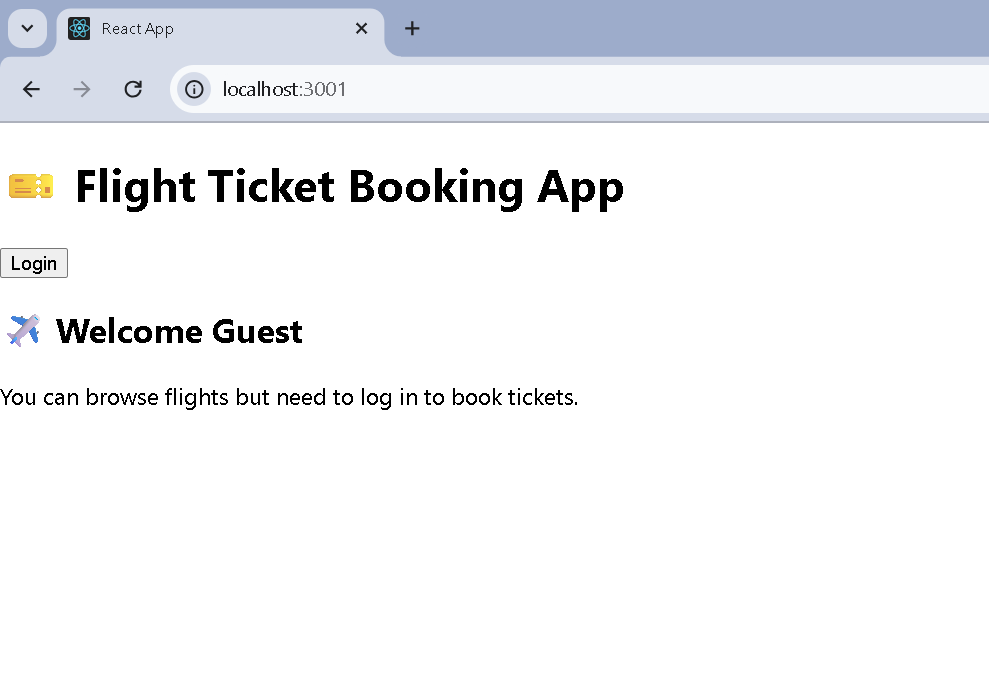 React App
localhost:3001
🎫 Flight Ticket Booking App
Login
✈️ Welcome Guest
You can browse flights but need to log in to book tickets.